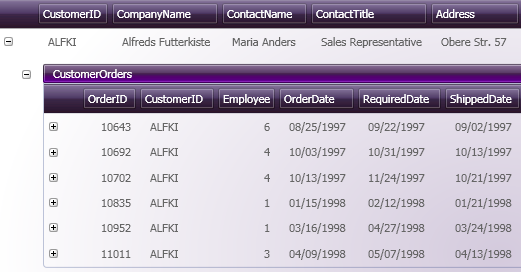 CustomerID CompanyName ContactName ContactTitle Address
ALFKI Alfreds Futterkiste Maria Anders Sales Representative Obere Str. 57
CustomerOrders
OrderID CustomerID Employee OrderDate RequiredDate ShippedDate
10643 ALFKI 6 08/25/1997 09/22/1997 09/02/1997
10692 ALFKI 4 10/03/1997 10/31/1997 10/13/1997
10702 ALFKI 4 10/13/1997 11/24/1997 10/21/1997
10835 ALFKI 1 01/15/1998 02/12/1998 01/21/1998
10952 ALFKI 1 03/16/1998 04/27/1998 03/24/1998
11011 ALFKI 3 04/09/1998 05/07/1998 04/13/1998